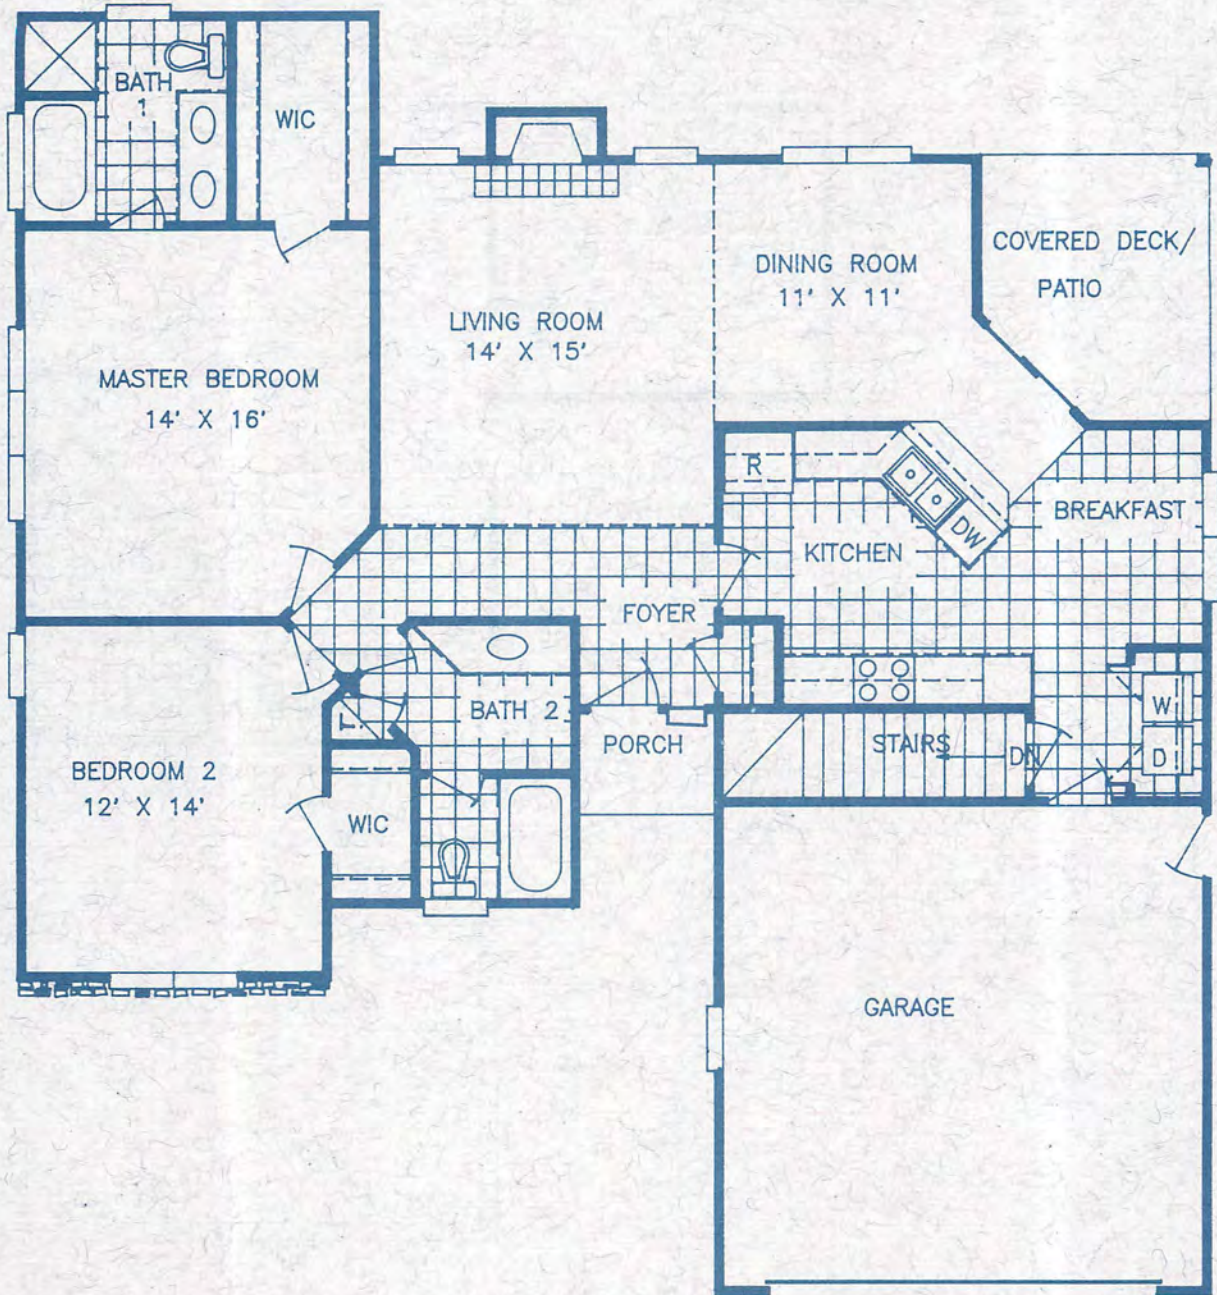 BATH
1
WIC
COVERED DECK/
PATIO
DINING ROOM
11' X 11'
LIVING ROOM
14' X 15'
MASTER BEDROOM
14' X 16'
R
DW
BREAKFAST
KITCHEN
FOYER
BATH 2
L
PORCH
STAIRS
DN
W
D
BEDROOM 2
12' X 14'
WIC
GARAGE